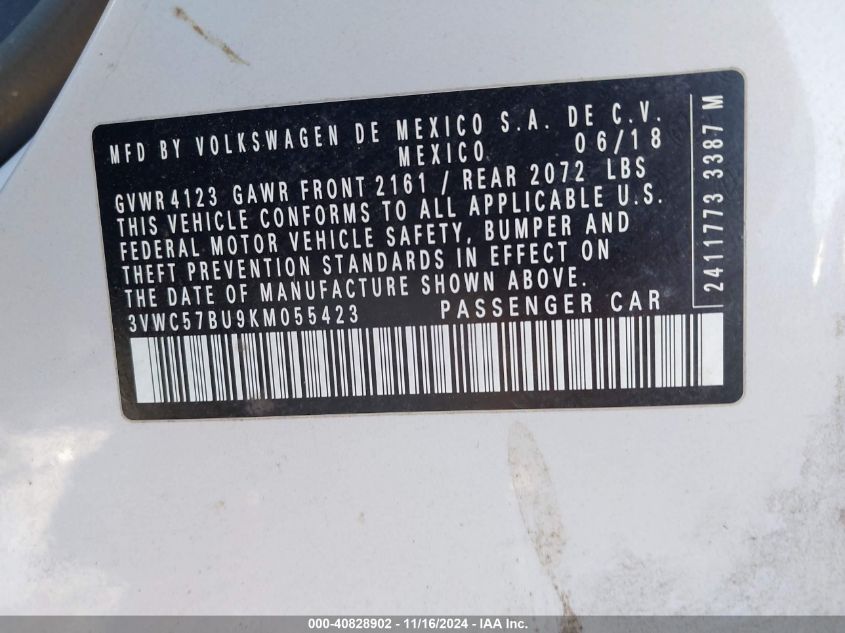 MFD BY VOLKSWAGEN DE MEXICO S.A. DE C.V.
MEXICO 06/18
GVWR 4123 GAWR FRONT 2161 / REAR 2072 LBS
THIS VEHICLE CONFORMS TO ALL APPLICABLE U.S.
FEDERAL MOTOR VEHICLE SAFETY, BUMPER AND
THEFT PREVENTION STANDARDS IN EFFECT ON
THE DATE OF MANUFACTURE SHOWN ABOVE.
3VWC57BU9KM055423 PASSENGER CAR
2411773 3387 M
000-40828902 - 11/16/2024 - IAA Inc.